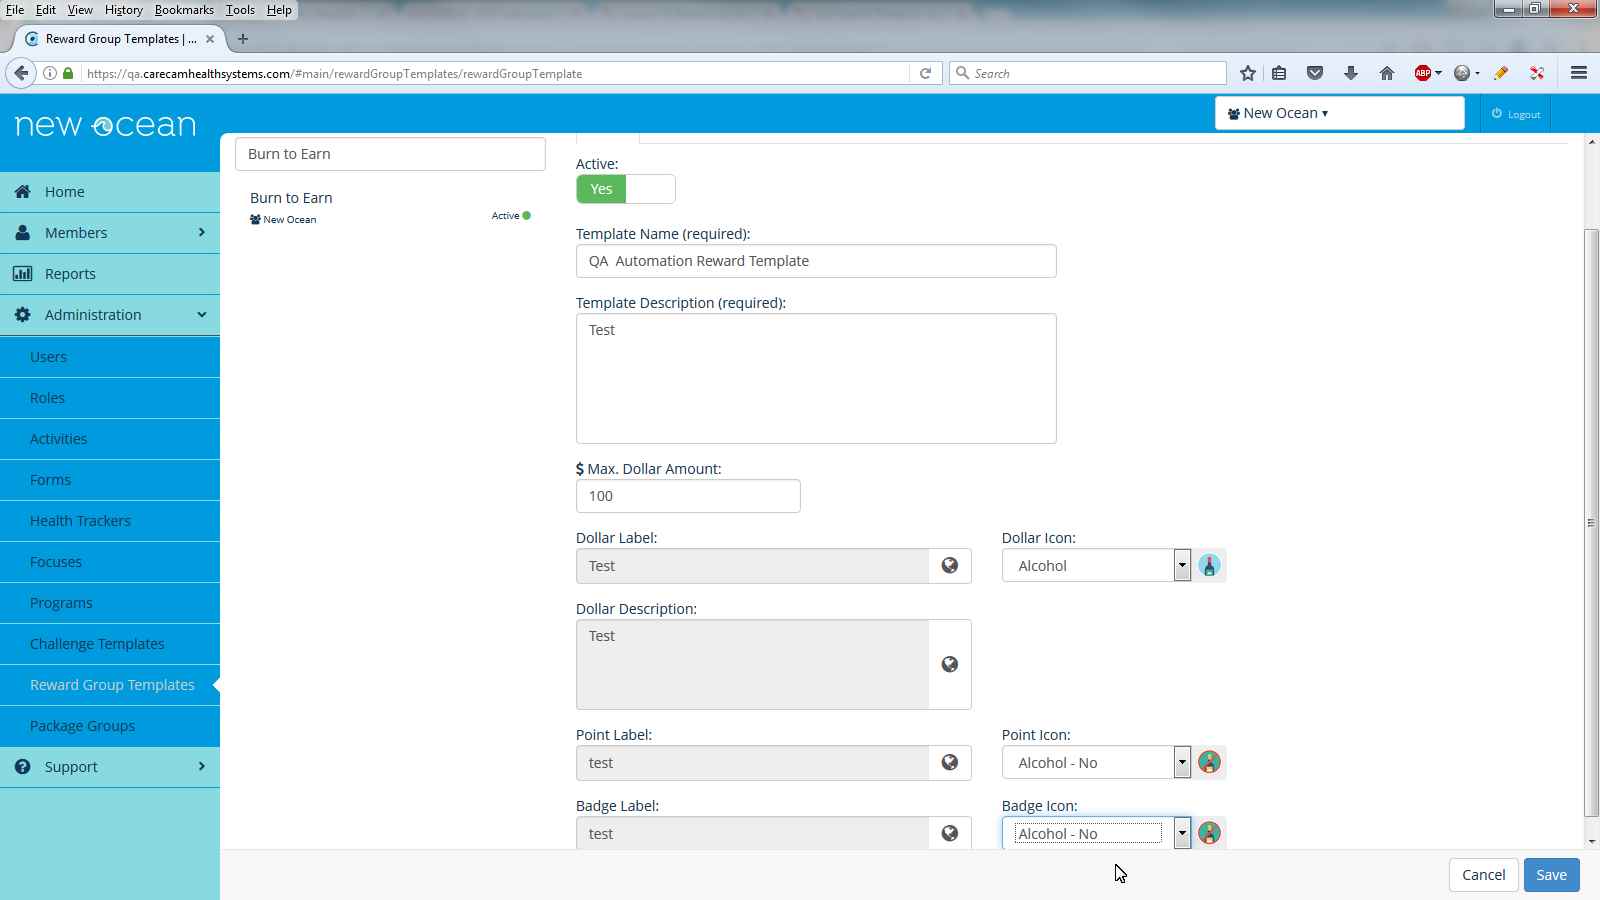 File Edit View History Bookmarks Tools Help
Reward Group Templates | ...
https://qa.carecamhealthsystems.com/#main/rewardGroupTemplates/rewardGroupTemplate
Search
ABP
new ocean
New Ocean
Logout
Home
Members
Reports
Administration
Users
Roles
Activities
Forms
Health Trackers
Focuses
Programs
Challenge Templates
Reward Group Templates
Package Groups
Support
Burn to Earn
Burn to Earn
New Ocean
Active
Active:
Yes
Template Name (required):
QA  Automation Reward Template
Template Description (required):
Test
$ Max. Dollar Amount:
100
Dollar Label:
Test
Dollar Icon:
Alcohol
Dollar Description:
Test
Point Label:
test
Point Icon:
Alcohol - No
Badge Label:
test
Badge Icon:
Alcohol - No
Cancel
Save